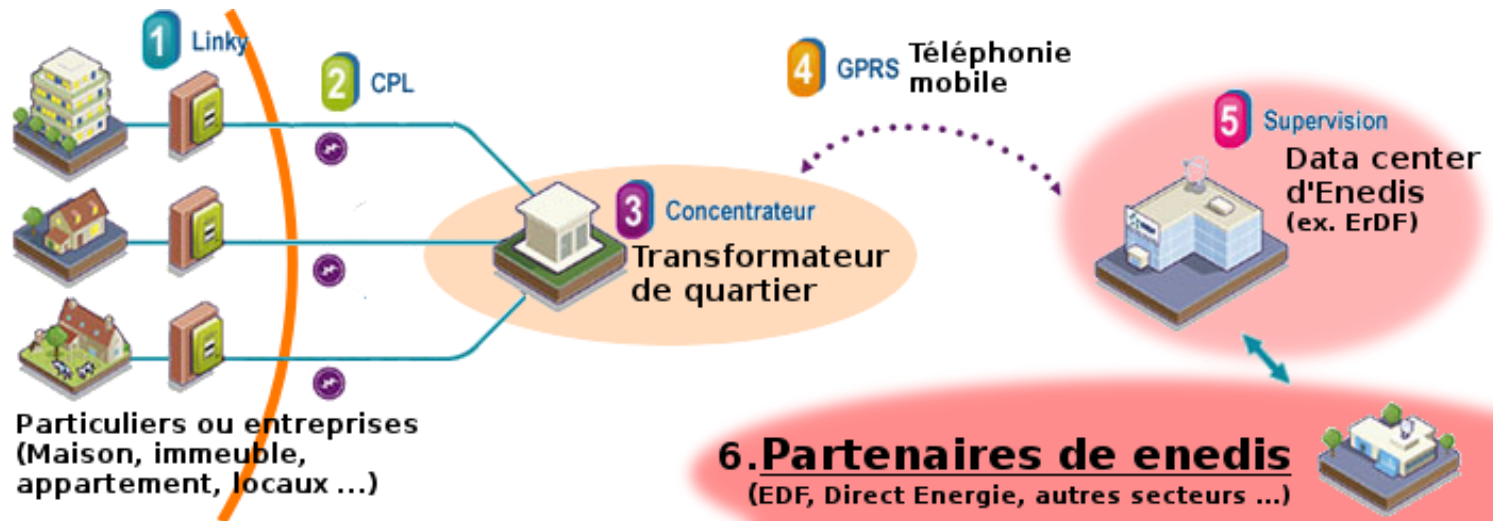 1 Linky
2 CPL
4 GPRS Téléphonie
mobile
5 Supervision
Data center
d'Enedis
(ex. ErDF)
3 Concentrateur
Transformateur
de quartier
Particuliers ou entreprises
(Maison, immeuble,
appartement, locaux ...)
6.Partenaires de enedis
(EDF, Direct Energie, autres secteurs ...)